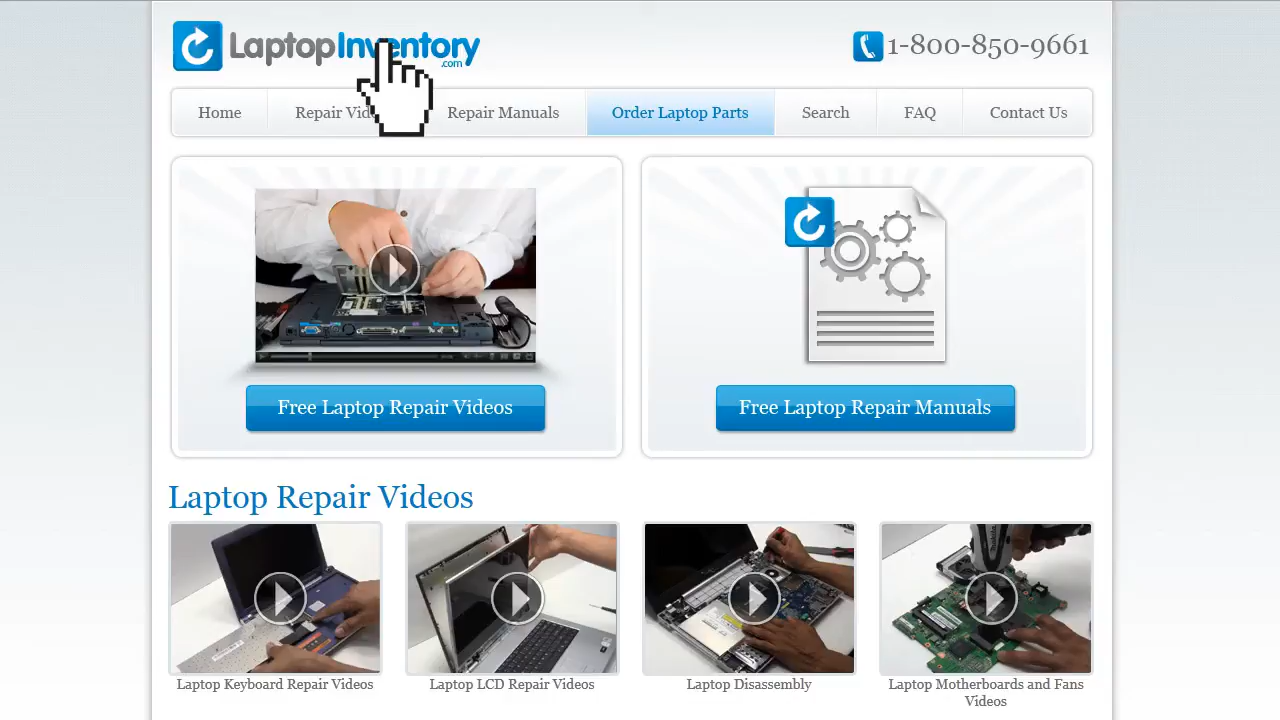 LaptopInventory
.com
1-800-850-9661
Home
Repair Vid
Repair Manuals
Order Laptop Parts
Search
FAQ
Contact Us
Free Laptop Repair Videos
Free Laptop Repair Manuals
Laptop Repair Videos
Laptop Keyboard Repair Videos
Laptop LCD Repair Videos
Laptop Disassembly
Laptop Motherboards and Fans
Videos